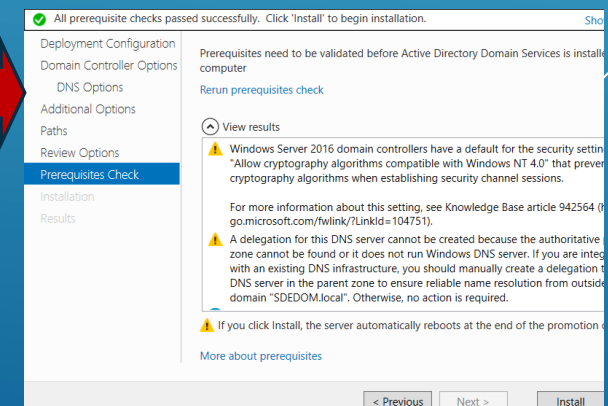 All prerequisite checks passed successfully. Click 'Install' to begin installation.
Sho
Deployment Configuration
Domain Controller Options
DNS Options
Additional Options
Paths
Review Options
Prerequisites Check
Installation
Results
Prerequisites need to be validated before Active Directory Domain Services is installe
computer
Rerun prerequisites check
View results
Windows Server 2016 domain controllers have a default for the security settin
"Allow cryptography algorithms compatible with Windows NT 4.0" that preven
cryptography algorithms when establishing security channel sessions.
For more information about this setting, see Knowledge Base article 942564 (h
go.microsoft.com/fwlink/?LinkId=104751).
A delegation for this DNS server cannot be created because the authoritative
zone cannot be found or it does not run Windows DNS server. If you are integ
with an existing DNS infrastructure, you should manually create a delegation t
DNS server in the parent zone to ensure reliable name resolution from outside
domain "SDEDOM.local". Otherwise, no action is required.
If you click Install, the server automatically reboots at the end of the promotion
More about prerequisites
< Previous
Next >
Install